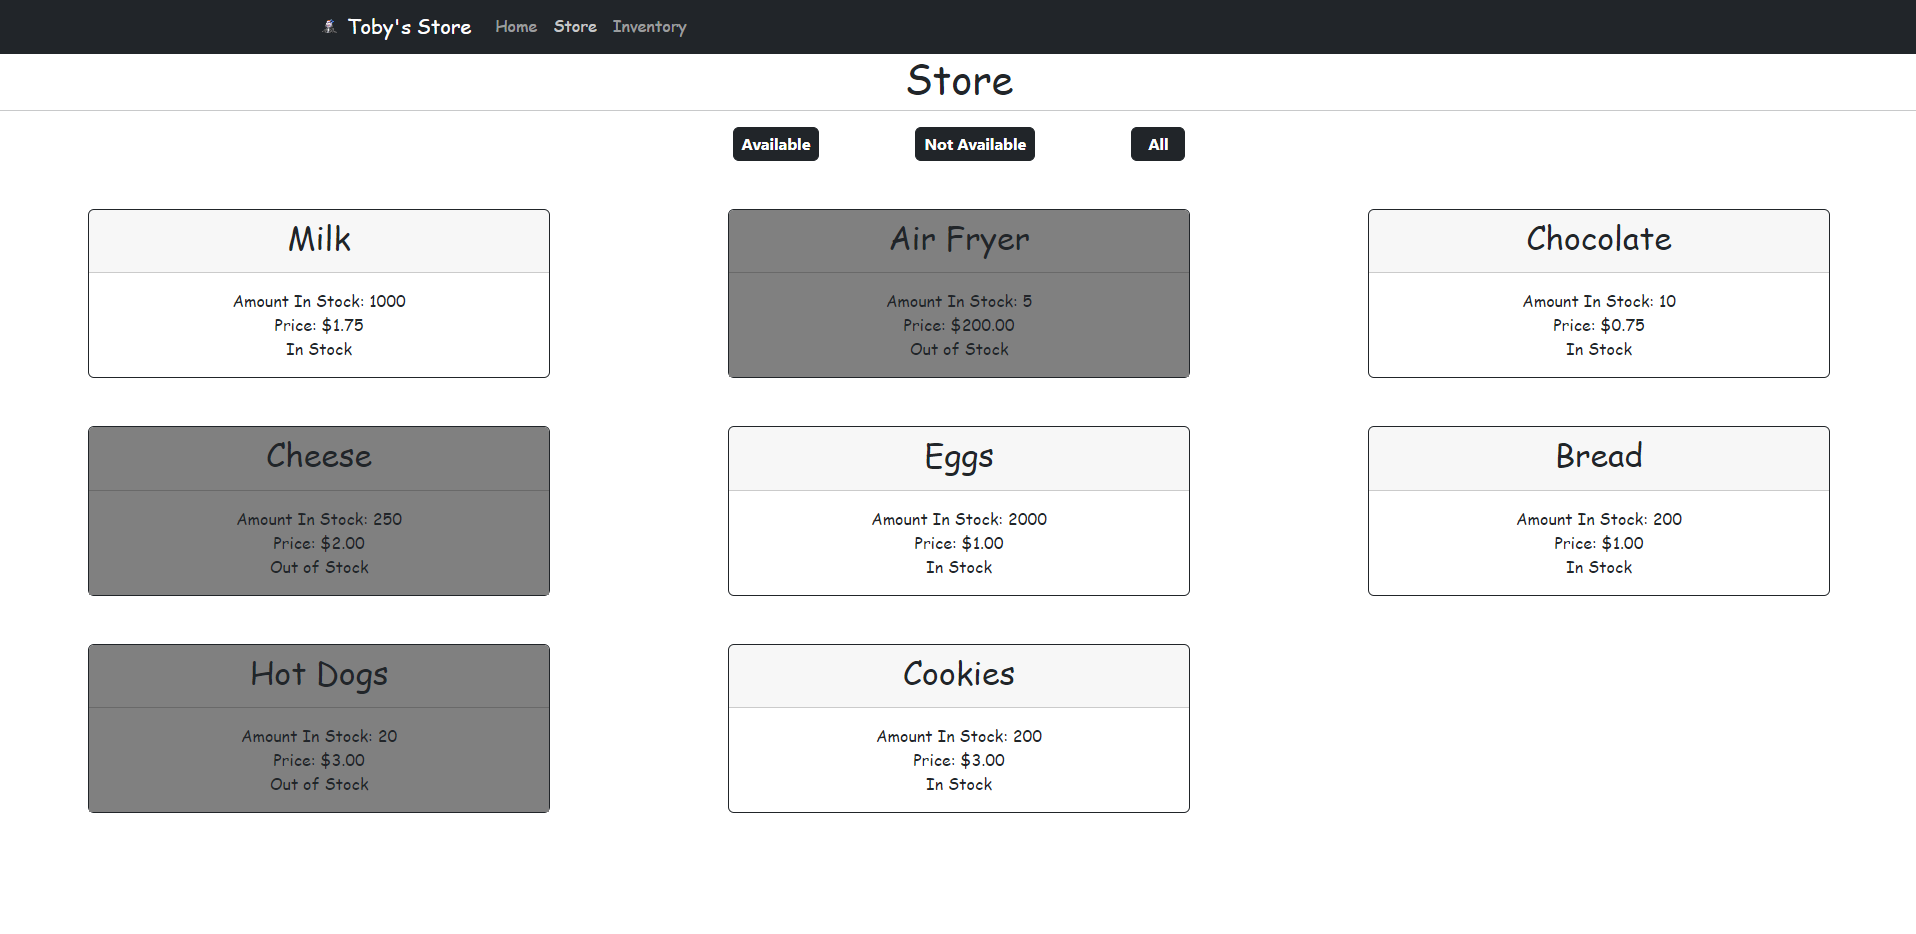 Toby's Store Home Store Inventory
Store
Available Not Available All
Milk
Amount In Stock: 1000
Price: $1.75
In Stock
Air Fryer
Amount In Stock: 5
Price: $200.00
Out of Stock
Chocolate
Amount In Stock: 10
Price: $0.75
In Stock
Cheese
Amount In Stock: 250
Price: $2.00
Out of Stock
Eggs
Amount In Stock: 2000
Price: $1.00
In Stock
Bread
Amount In Stock: 200
Price: $1.00
In Stock
Hot Dogs
Amount In Stock: 20
Price: $3.00
Out of Stock
Cookies
Amount In Stock: 200
Price: $3.00
In Stock